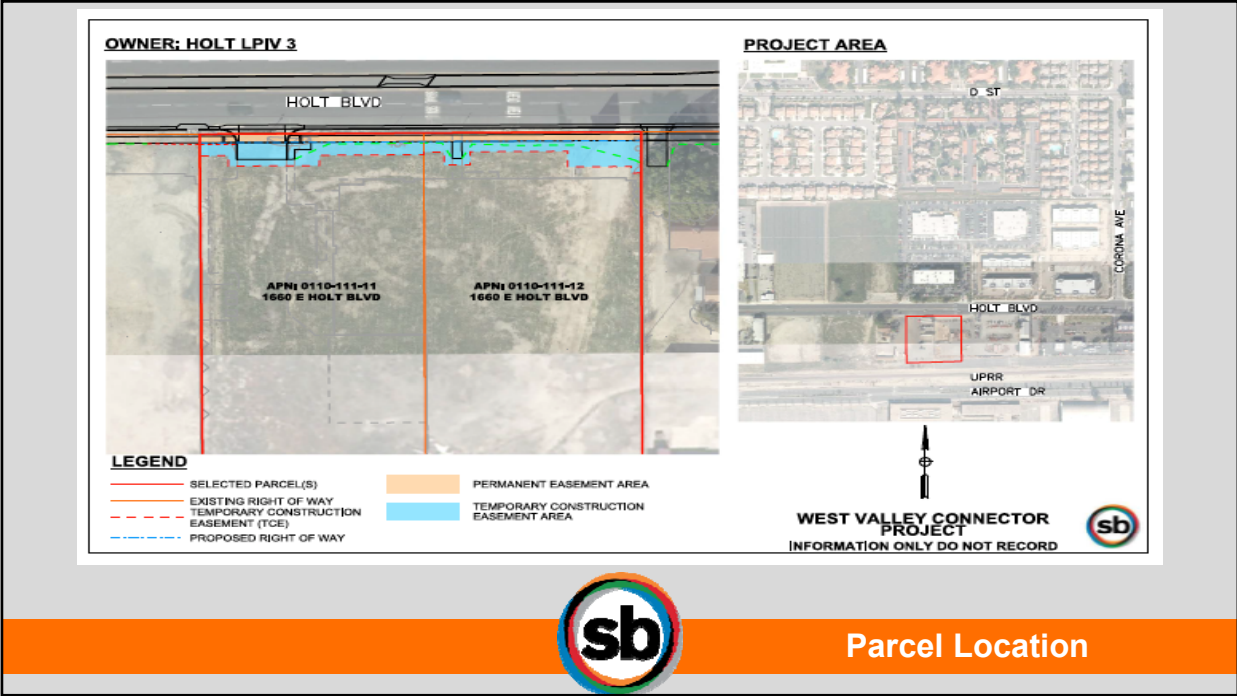 OWNER: HOLT LPIV 3
HOLT BLVD
APN: 0110-111-11
1660 E HOLT BLVD
APN: 0110-111-12
1660 E HOLT BLVD
LEGEND
SELECTED PARCEL(S)
EXISTING RIGHT OF WAY
TEMPORARY CONSTRUCTION
EASEMENT (TCE)
PROPOSED RIGHT OF WAY
PERMANENT EASEMENT AREA
TEMPORARY CONSTRUCTION
EASEMENT AREA
PROJECT AREA
D ST
CORONA AVE
HOLT BLVD
UPRR
AIRPORT DR
WEST VALLEY CONNECTOR
PROJECT
INFORMATION ONLY DO NOT RECORD
sb
sb
Parcel Location